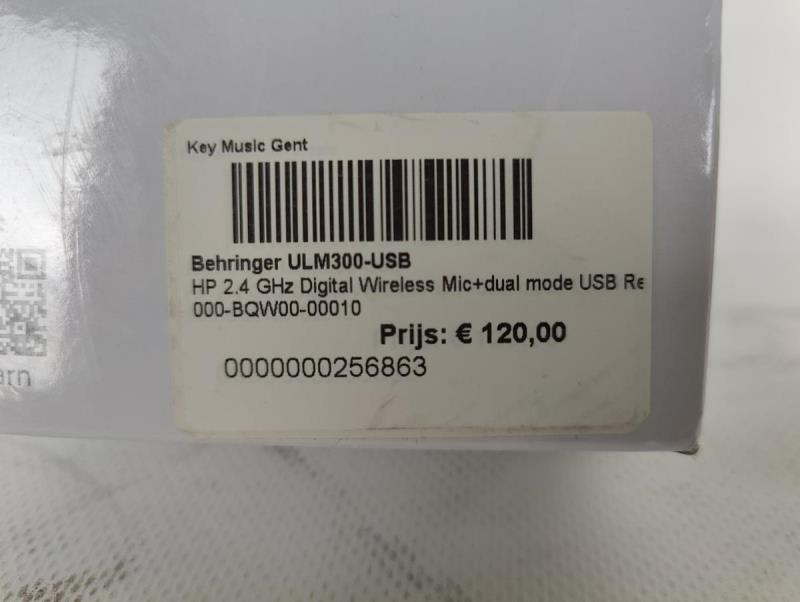 Key Music Gent
Behringer ULM300-USB
HP 2.4 GHz Digital Wireless Mic+dual mode USB Re
000-BQW00-00010
Prijs: € 120,00
0000000256863
arn